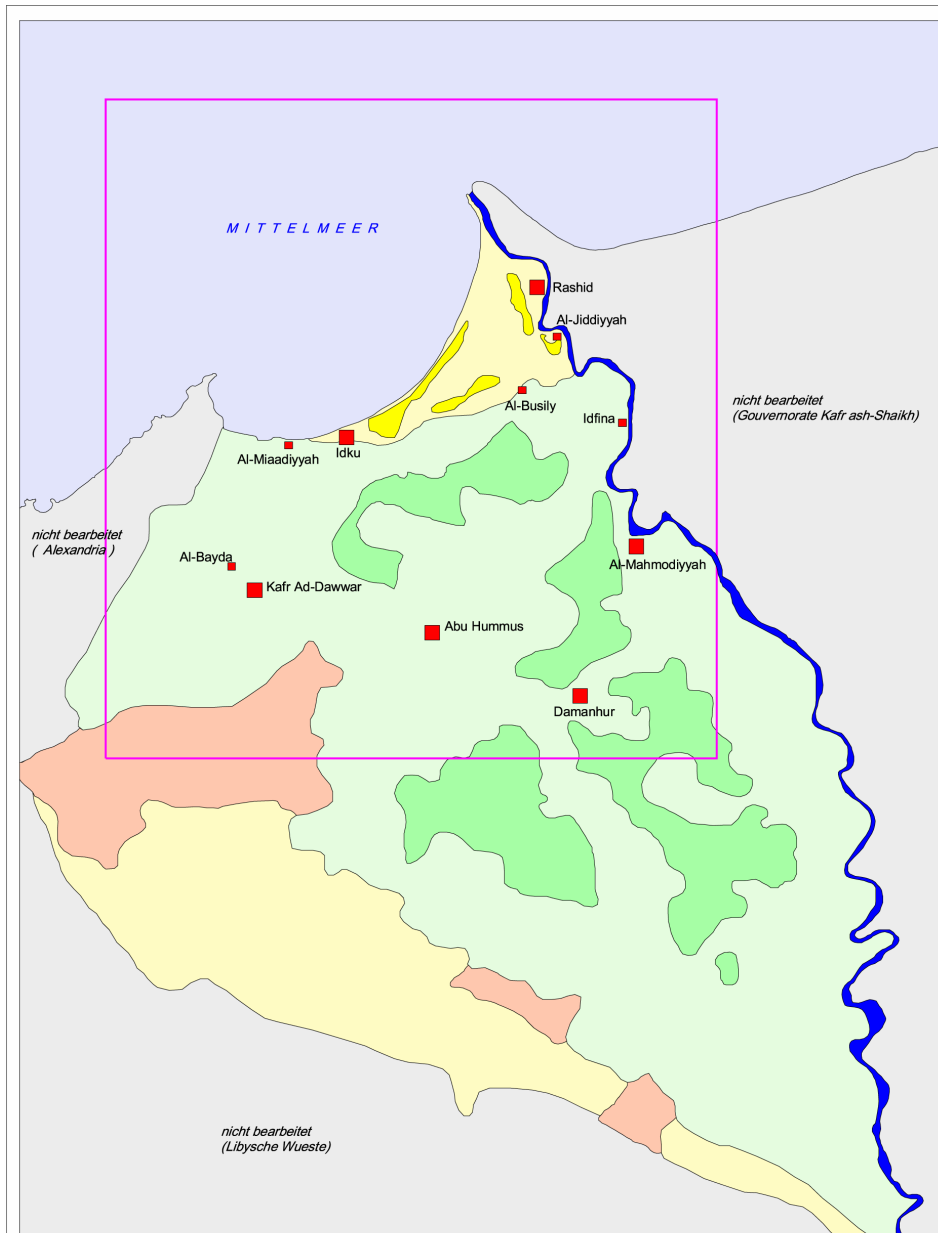 MITTELMEER
Rashid
Al-Jiddiyyah
nicht bearbeitet
(Gouvernorate Kafr ash-Shaikh)
Al-Busily
Idfina
Idku
Al-Miaadiyyah
nicht bearbeitet
( Alexandria )
Al-Bayda
Al-Mahmodiyyah
Kafr Ad-Dawwar
Abu Hummus
Damanhur
nicht bearbeitet
(Libysche Wueste)